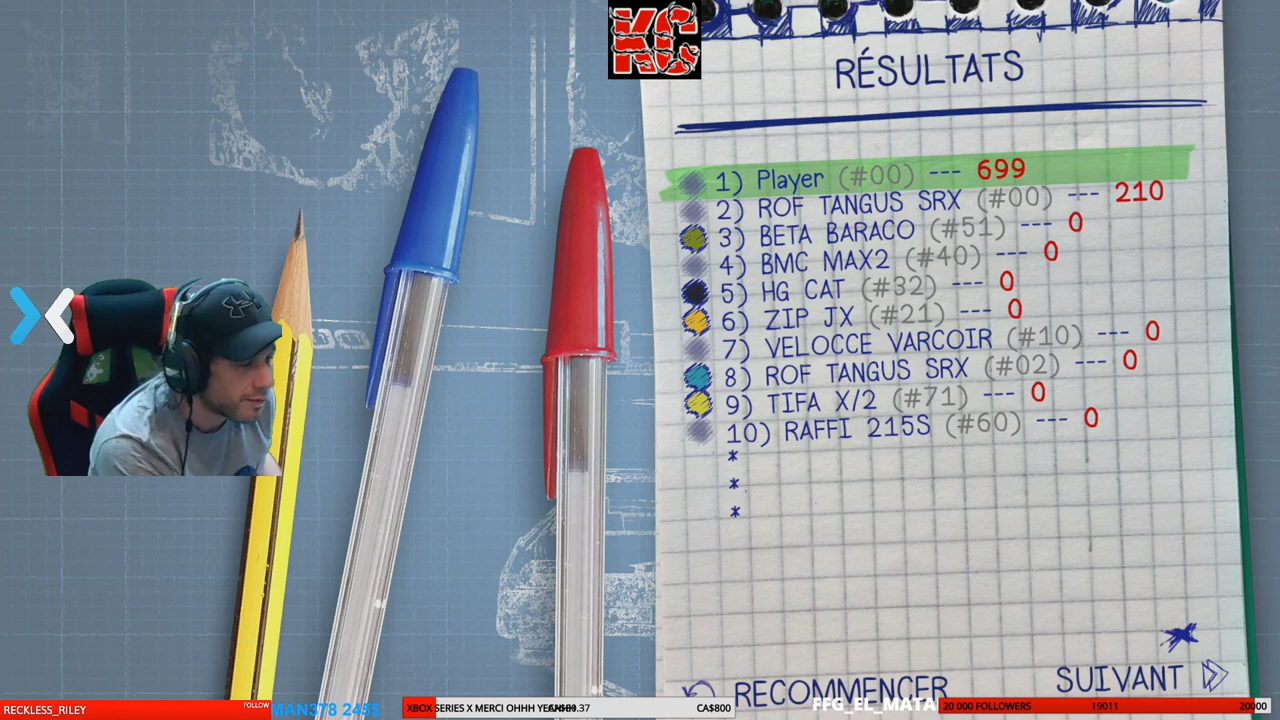 KC
RÉSULTATS
1) Player (#00) --- 699
2) ROF TANGUS SRX (#00) --- 210
3) BETA BARACO (#51) --- 0
4) BMC MAX2 (#40) --- 0
5) HG CAT (#32) --- 0
6) ZIP JX (#21) --- 0
7) VELOCCE VARCOIR (#10) --- 0
8) ROF TANGUS SRX (#02) --- 0
9) TIFA X/2 (#71) --- 0
10) RAFFI 215S (#60) --- 0
*
*
*
SUIVANT
RECOMMENCER
RECKLESS_RILEY FOLLOW MAN378 245$ XBOX SERIES X MERCI OHHH CA$800 FFG_EL_MATA 20 000 FOLLOWERS 19011 20000